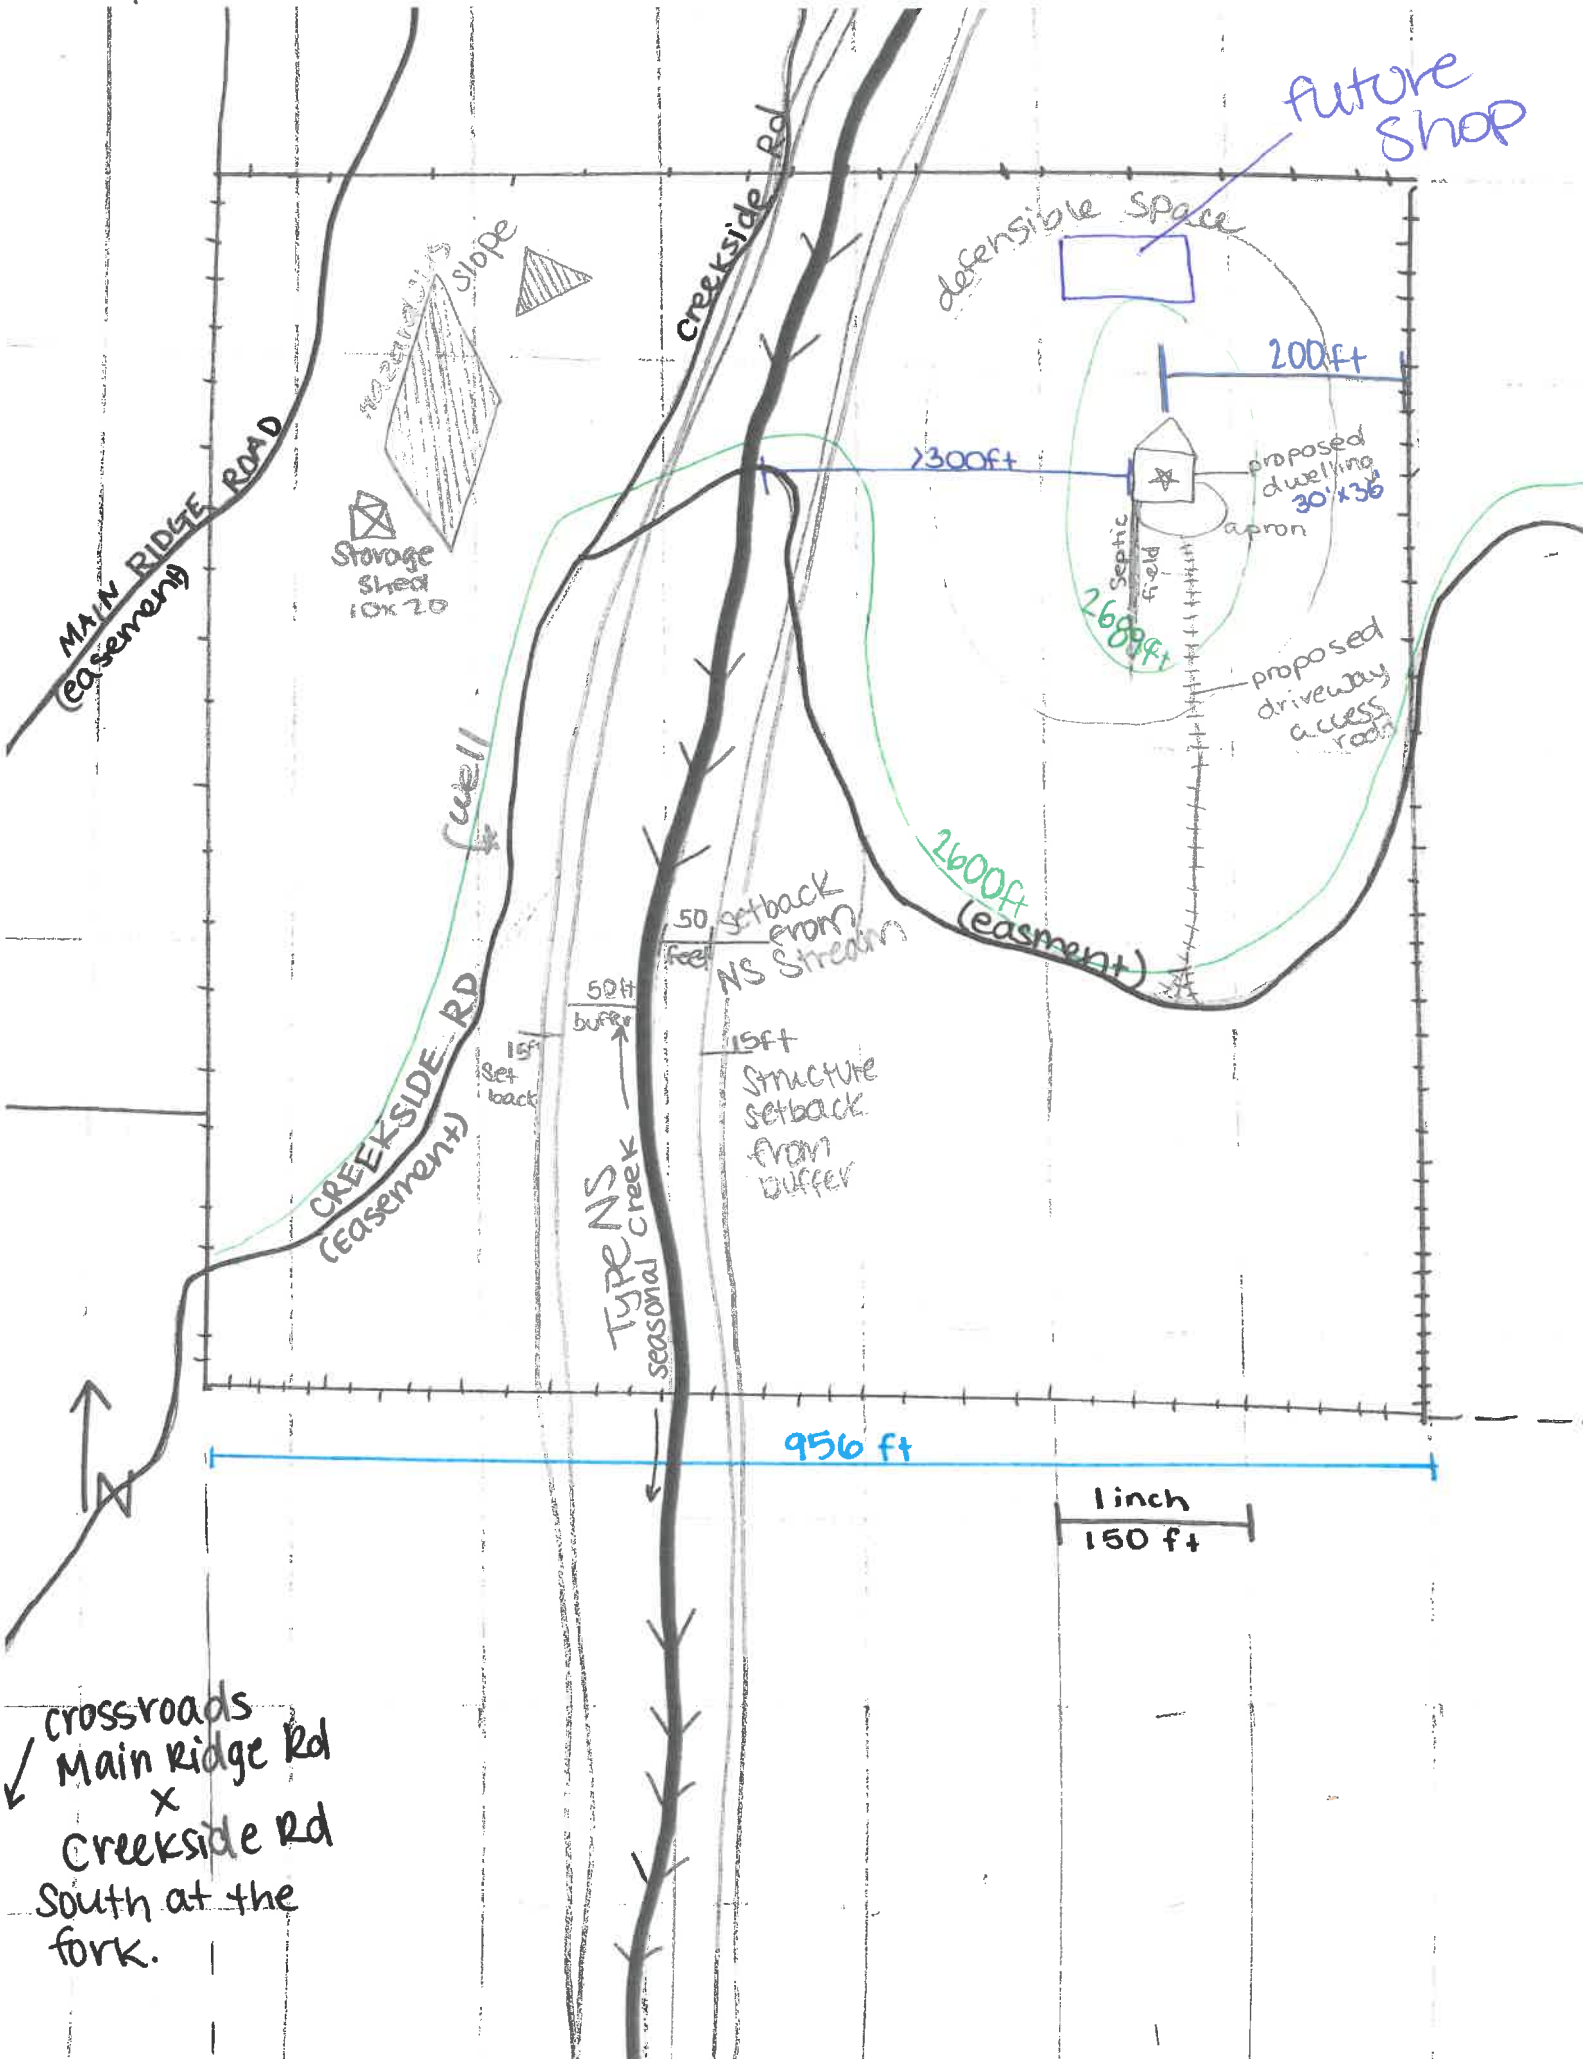 future
shop
Creekside Rd
defensible space
hazardous
slope
200ft
MAIN RIDGE ROAD
(easement)
>300ft
proposed
dwelling
30'x36'
apron
Storage
Shed
10x20
septic
field
2689ft
proposed
driveway
access
road
well
2600ft
(easment)
50
feet
setback
from
NS Stream
50ft
buffer
15ft
Set
back
15ft
Structure
setback
from
buffer
CREEKSIDE RD
(Easement)
Type NS
seasonal creek
N
956 ft
1 inch
150 ft
crossroads
Main Ridge Rd
x
Creekside Rd
South at the
fork.